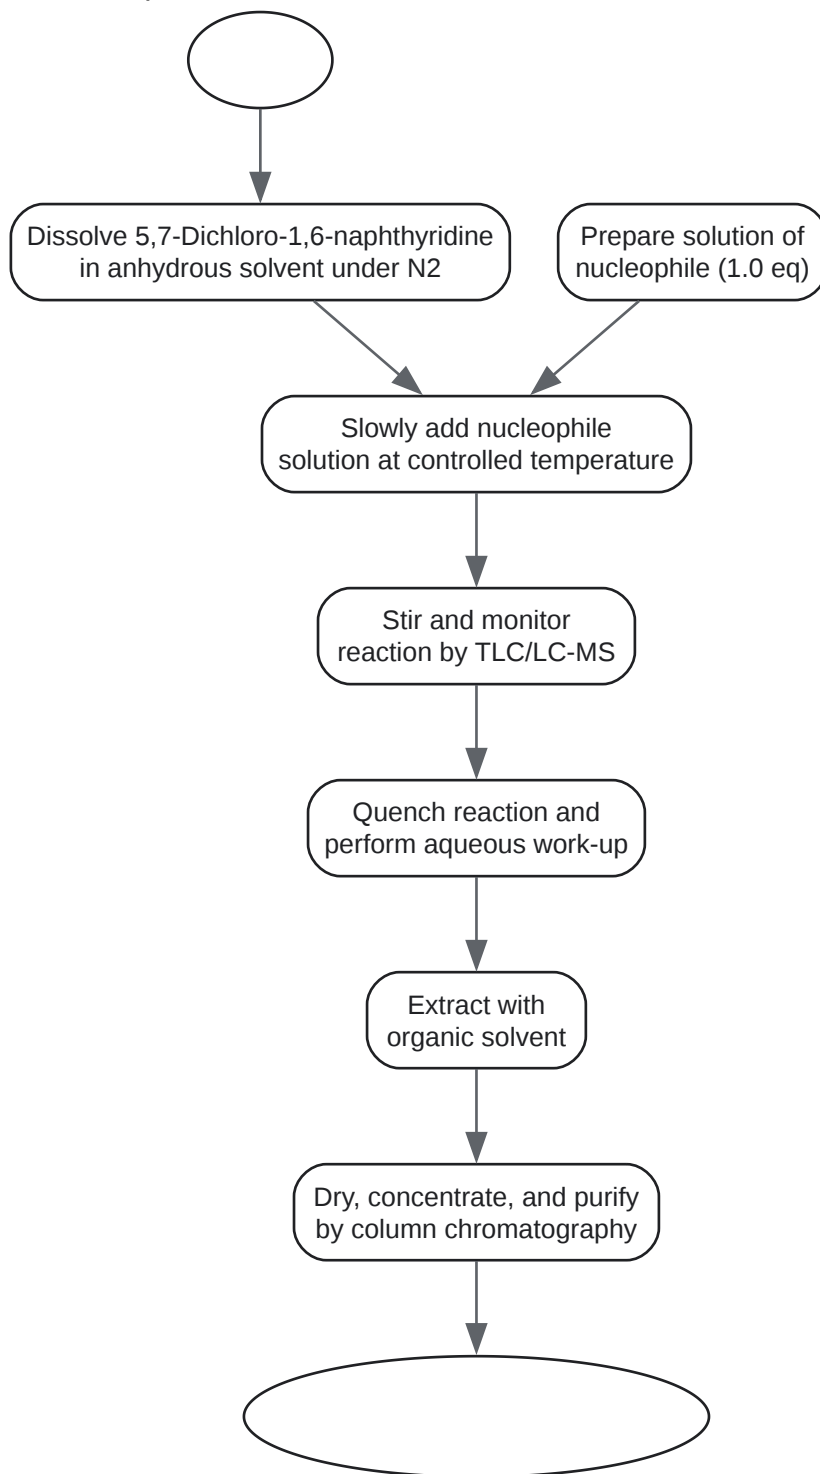 Dissolve 5,7-Dichloro-1,6-naphthyridine
in anhydrous solvent under N2
Prepare solution of
nucleophile (1.0 eq)
Slowly add nucleophile
solution at controlled temperature
Stir and monitor
reaction by TLC/LC-MS
Quench reaction and
perform aqueous work-up
Extract with
organic solvent
Dry, concentrate, and purify
by column chromatography